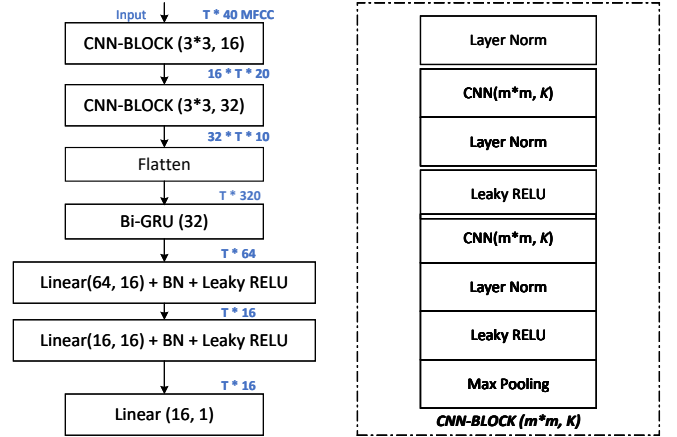 Input
T * 40 MFCC
CNN-BLOCK (3*3, 16)
16 * T * 20
CNN-BLOCK (3*3, 32)
32 * T * 10
Flatten
T * 320
Bi-GRU (32)
T * 64
Linear(64, 16) + BN + Leaky RELU
T * 16
Linear(16, 16) + BN + Leaky RELU
T * 16
Linear (16, 1)
Layer Norm
CNN(m*m, K)
Layer Norm
Leaky RELU
CNN(m*m, K)
Layer Norm
Leaky RELU
Max Pooling
CNN-BLOCK (m*m, K)